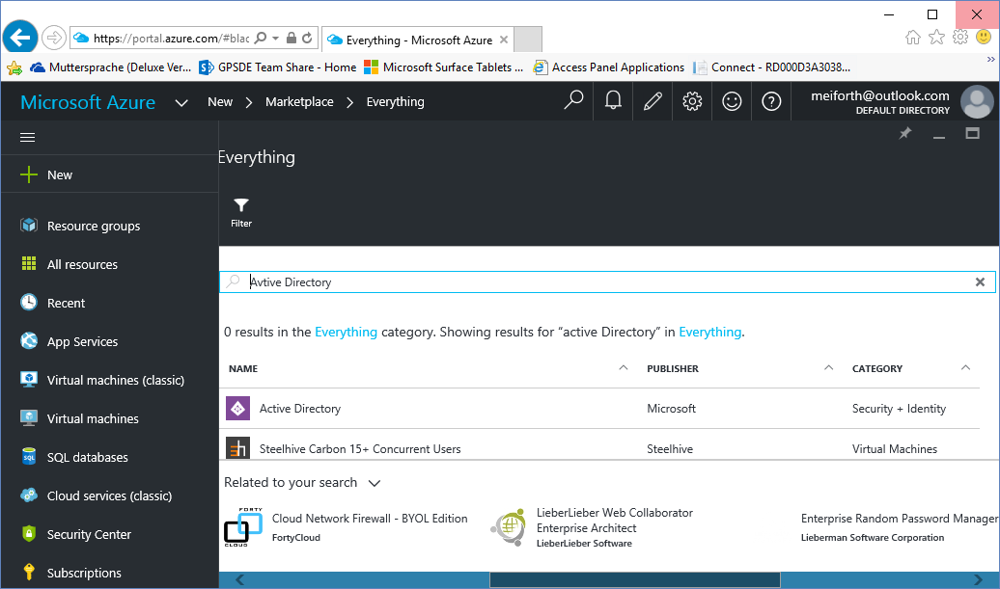 https://portal.azure.com/#blac
Everything - Microsoft Azure
Muttersprache (Deluxe Ver...
GPSDE Team Share - Home
Microsoft Surface Tablets ...
Access Panel Applications
Connect - RD000D3A3038...
Microsoft Azure
New
Marketplace
Everything
meiforth@outlook.com
DEFAULT DIRECTORY
Everything
New
Filter
Resource groups
All resources
Recent
App Services
Virtual machines (classic)
Virtual machines
SQL databases
Cloud services (classic)
Security Center
Subscriptions
Avtive Directory
0 results in the Everything category. Showing results for “active Directory” in Everything.
NAME PUBLISHER CATEGORY
Active Directory Microsoft Security + Identity
Steelhive Carbon 15+ Concurrent Users Steelhive Virtual Machines
Related to your search
FORTY
CLOUD
Cloud Network Firewall - BYOL Edition
FortyCloud
LieberLieber Web Collaborator
Enterprise Architect
LieberLieber Software
Enterprise Random Password Manager
Lieberman Software Corporation